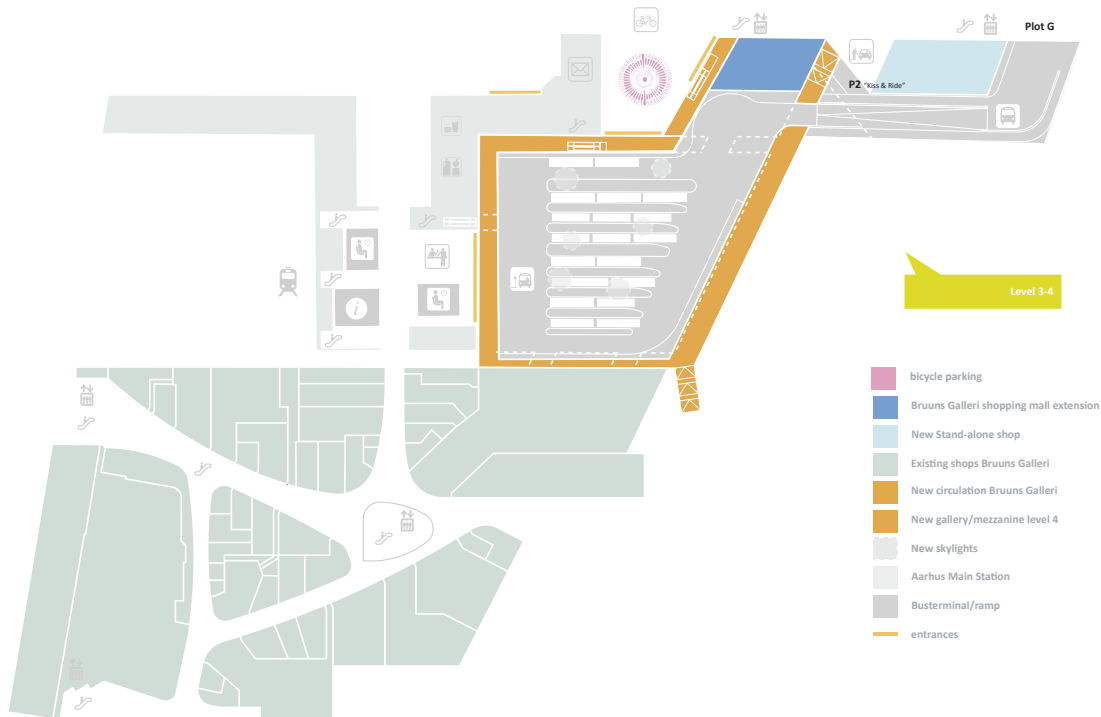 Plot G
P2 "Kiss & Ride"
i
Level 3-4
bicycle parking
Bruuns Galleri shopping mall extension
New Stand-alone shop
Existing shops Bruuns Galleri
New circulation Bruuns Galleri
New gallery/mezzanine level 4
New skylights
Aarhus Main Station
Busterminal/ramp
entrances